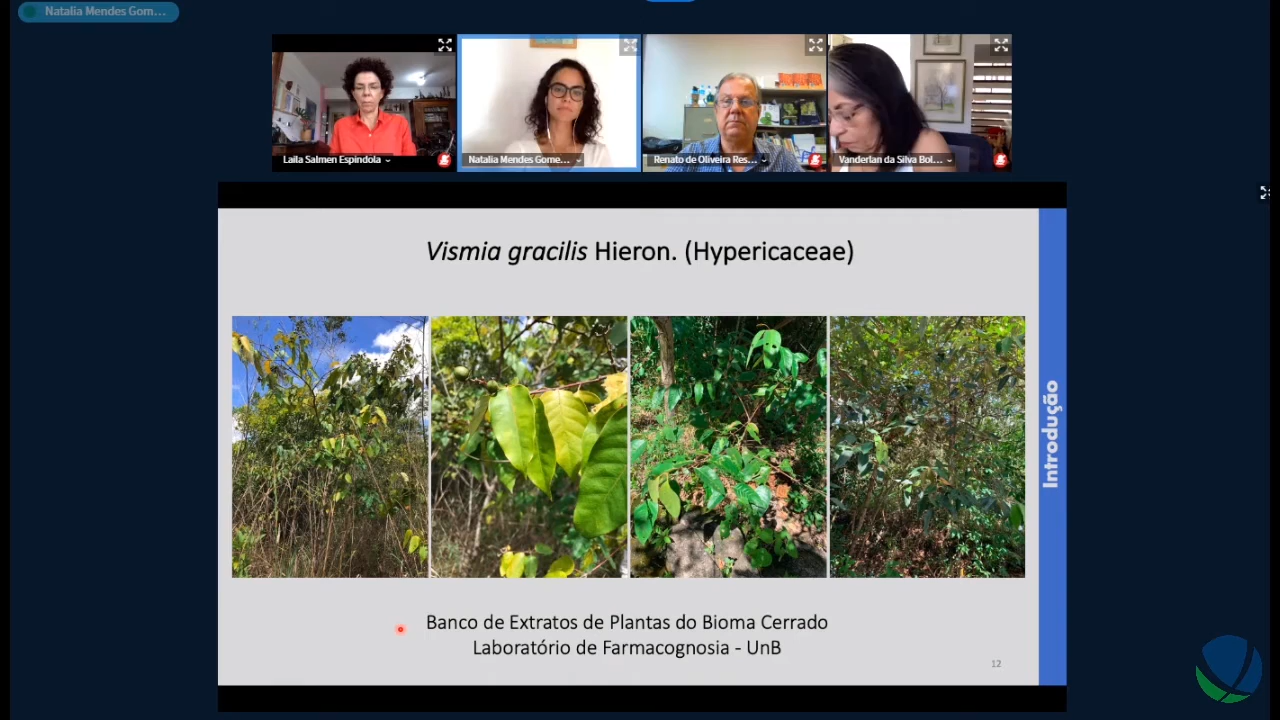 Natalia Mendes Gom...
Laila Salmen Espindola
Natalia Mendes Gome...
Renato de Oliveira Res...
Vanderlan da Silva Bol...
Vismia gracilis Hieron. (Hypericaceae)
Introdução
Banco de Extratos de Plantas do Bioma Cerrado
Laboratório de Farmacognosia - UnB
12